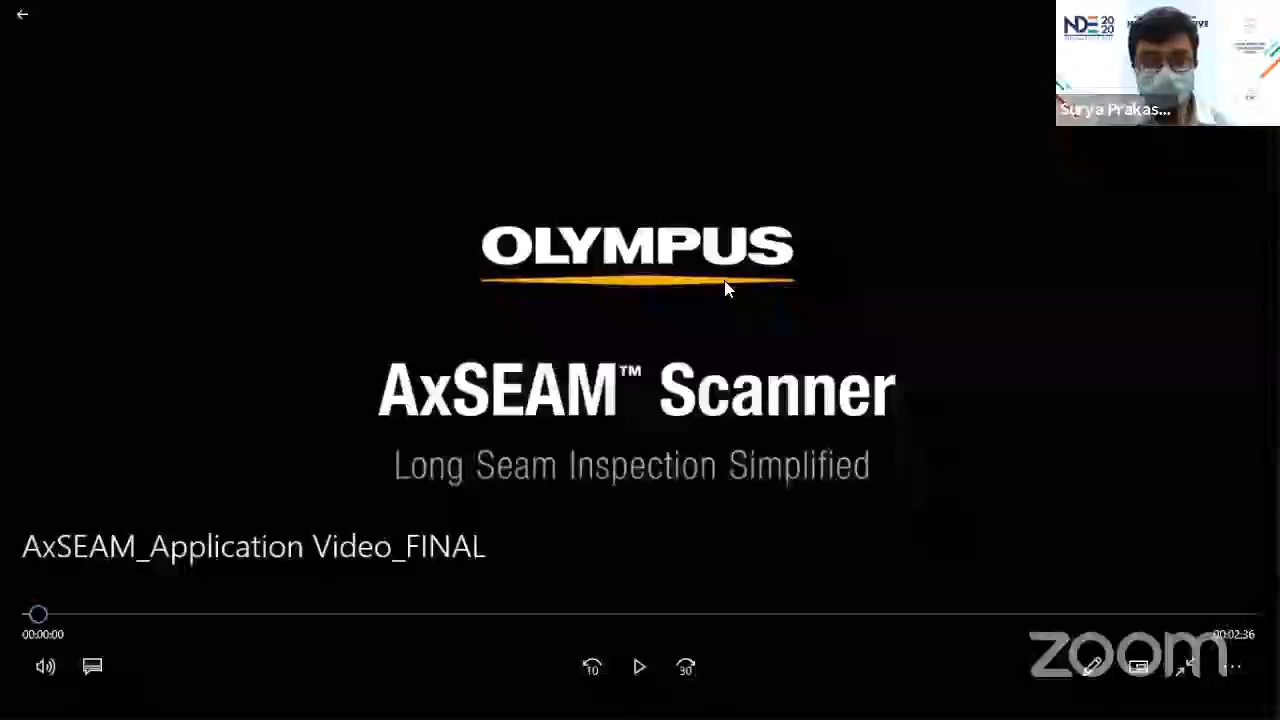 NDE 2020
Surya Prakas...
OLYMPUS
AxSEAM™ Scanner
Long Seam Inspection Simplified
AxSEAM_Application Video_FINAL
00:00:00
00:02:36
10
30
zoom